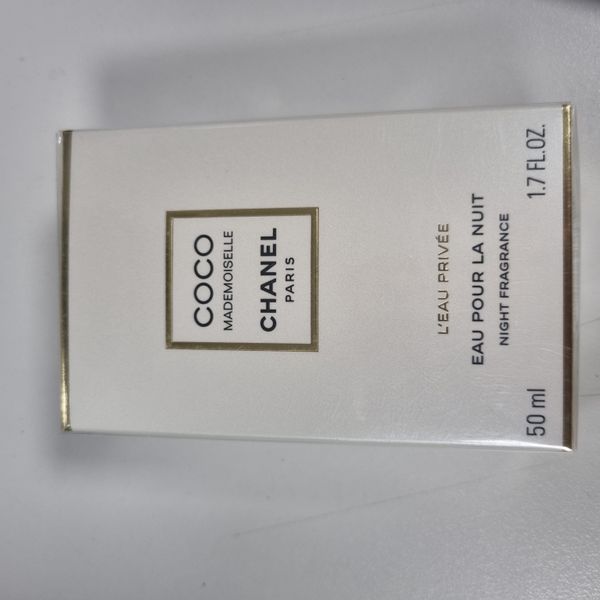 COCO
MADEMOISELLE
CHANEL
PARIS
L'EAU PRIVÉE
EAU POUR LA NUIT
NIGHT FRAGRANCE
50 ml 1.7 FL.OZ.